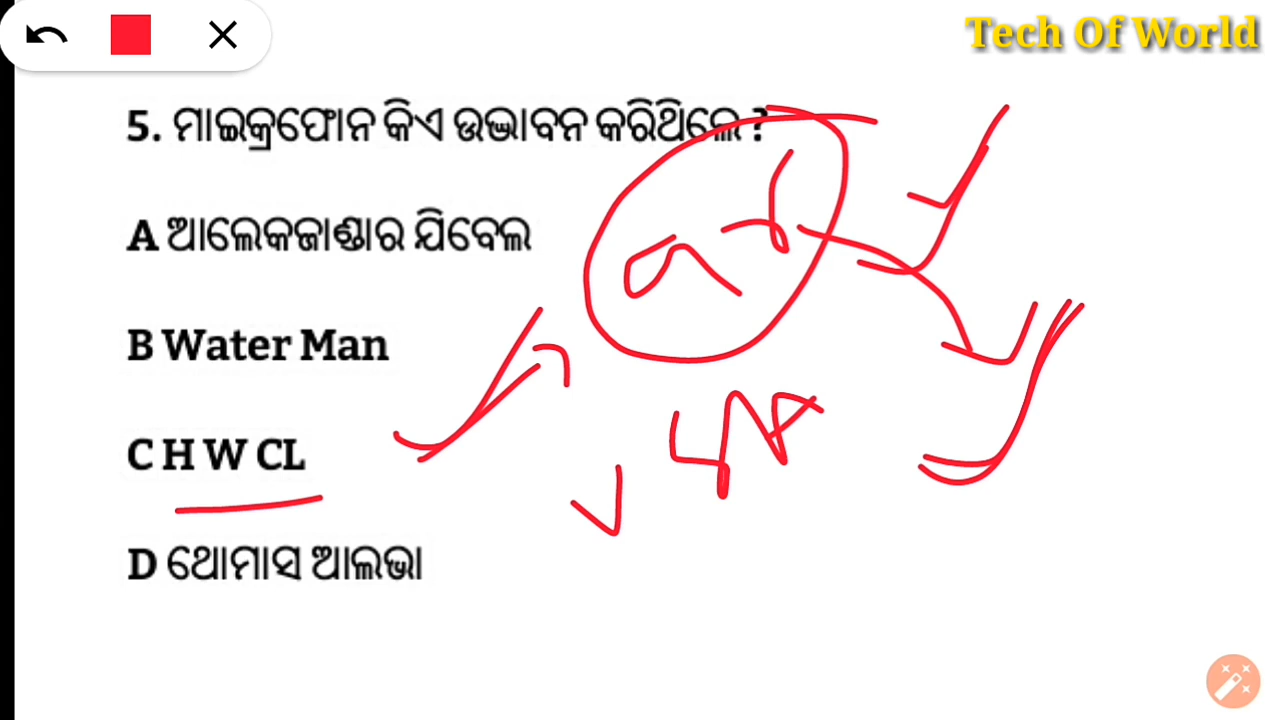 Tech Of World
5. ମାଇକ୍ରଫୋନ କିଏ ଉଦ୍ଭାବନ କରିଥିଲେ ?
A ଆଲେକଜାଣ୍ଡାର ଯିବେଲ
B Water Man
C H W CL
D ଥୋମାସ ଆଲଭା